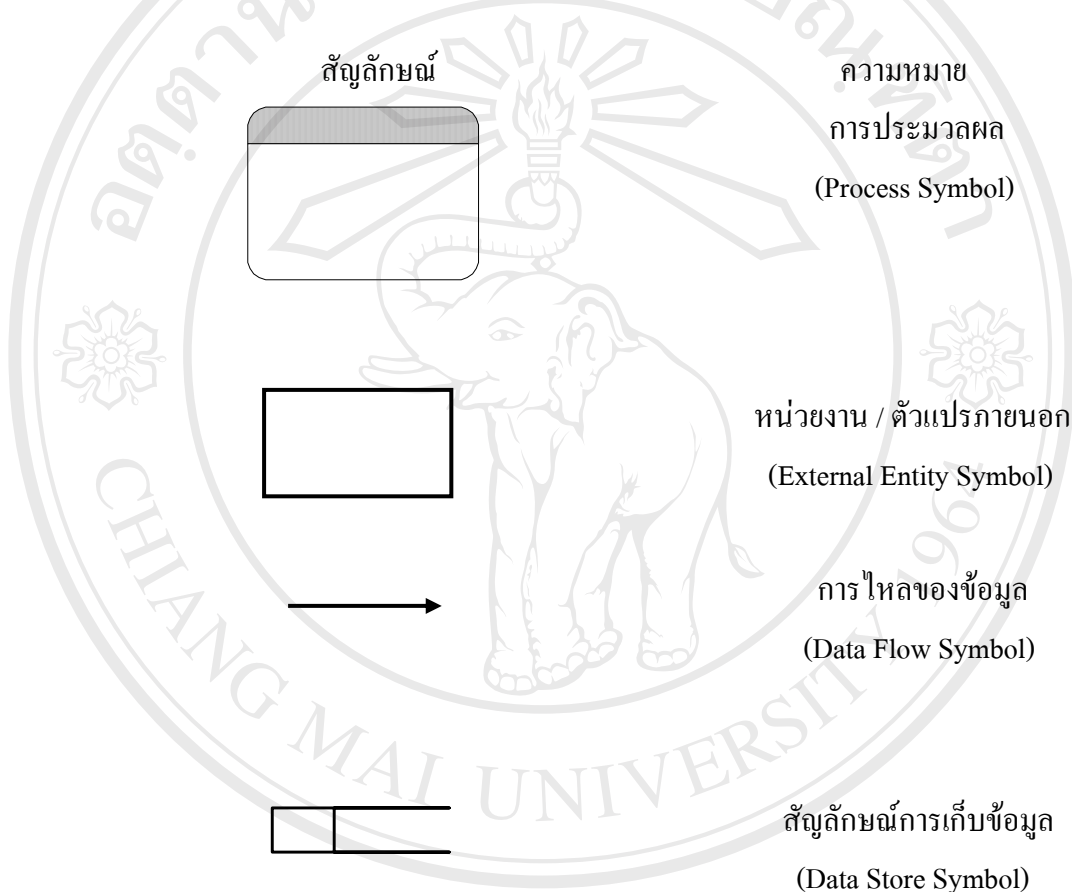 สัญลักษณ์ ความหมาย
การประมวลผล
(Process Symbol)
หน่วยงาน / ตัวแปรภายนอก
(External Entity Symbol)
การไหลของข้อมูล
(Data Flow Symbol)
สัญลักษณ์การเก็บข้อมูล
(Data Store Symbol)
CHIANG MAI UNIVERSITY 1964